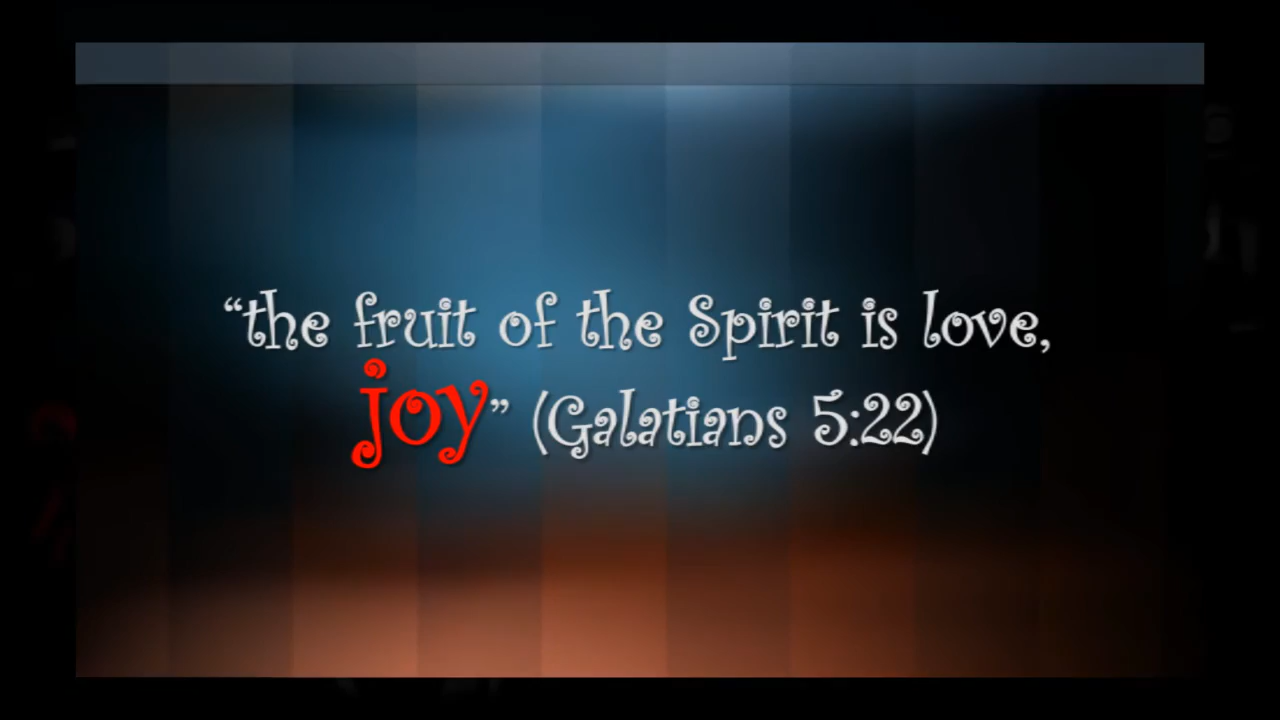 “the fruit of the Spirit is love,
joy” (Galatians 5:22)